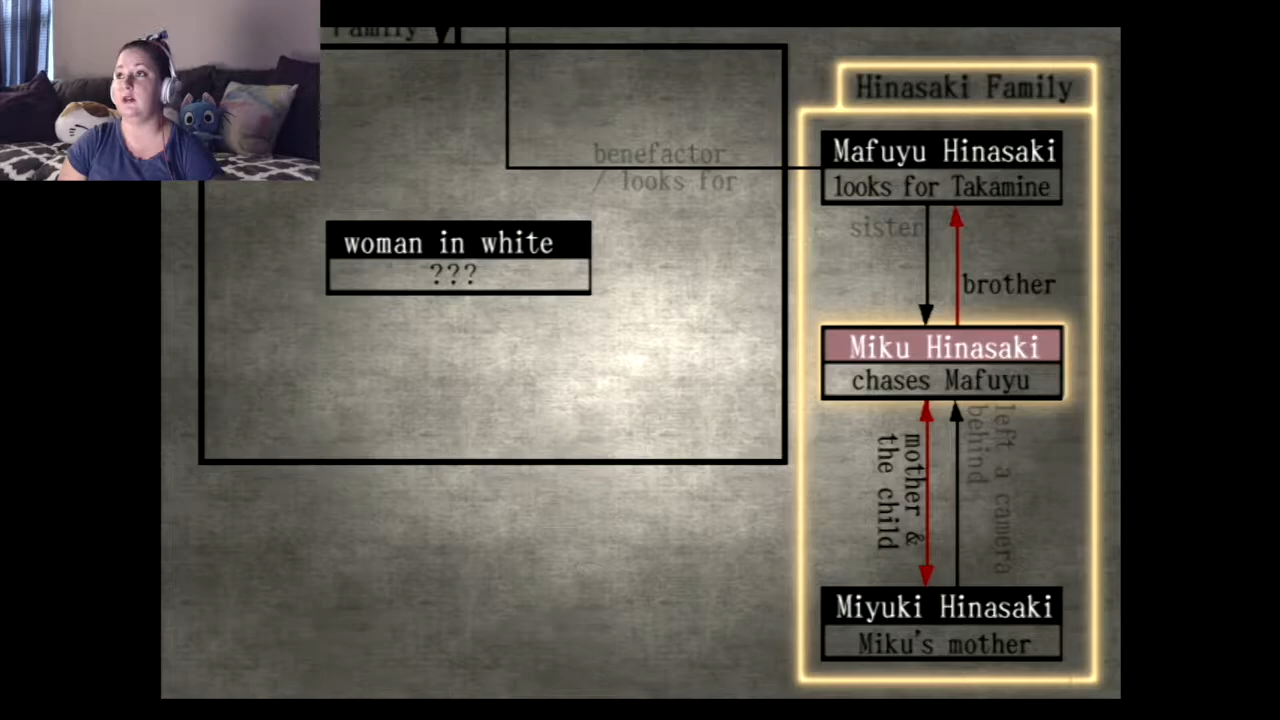 Family
Hinasaki Family
Mafuyu Hinasaki
looks for Takamine
benefactor
/ looks for
sister
brother
woman in white
???
Miku Hinasaki
chases Mafuyu
mother &
the child
left a camera
behind
Miyuki Hinasaki
Miku's mother